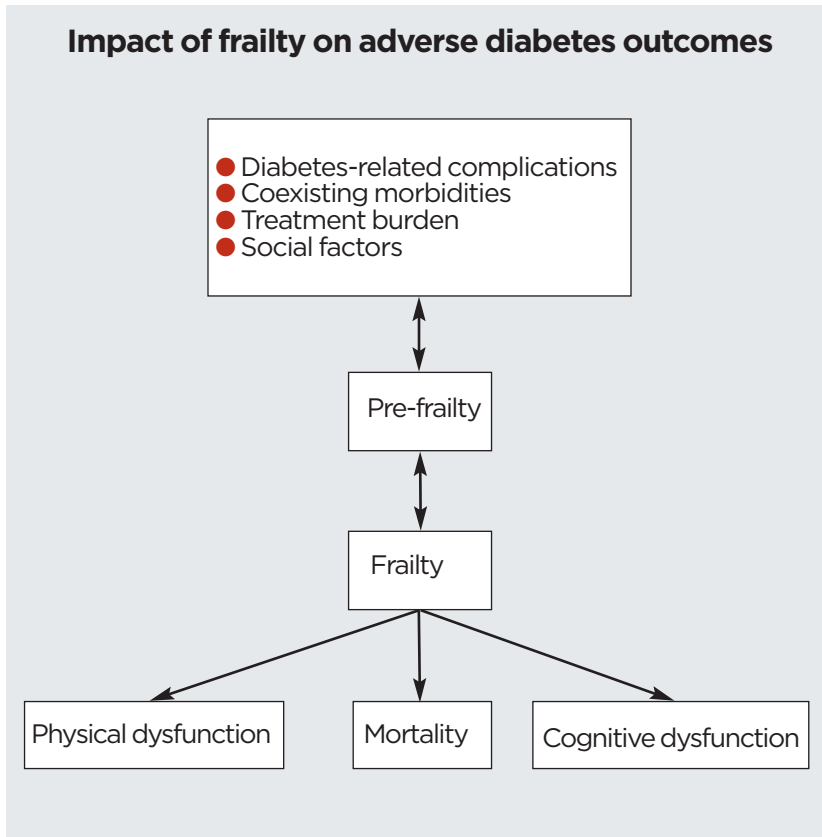 Impact of frailty on adverse diabetes outcomes
Diabetes-related complications
Coexisting morbidities
Treatment burden
Social factors
Pre-frailty
Frailty
Physical dysfunction
Mortality
Cognitive dysfunction